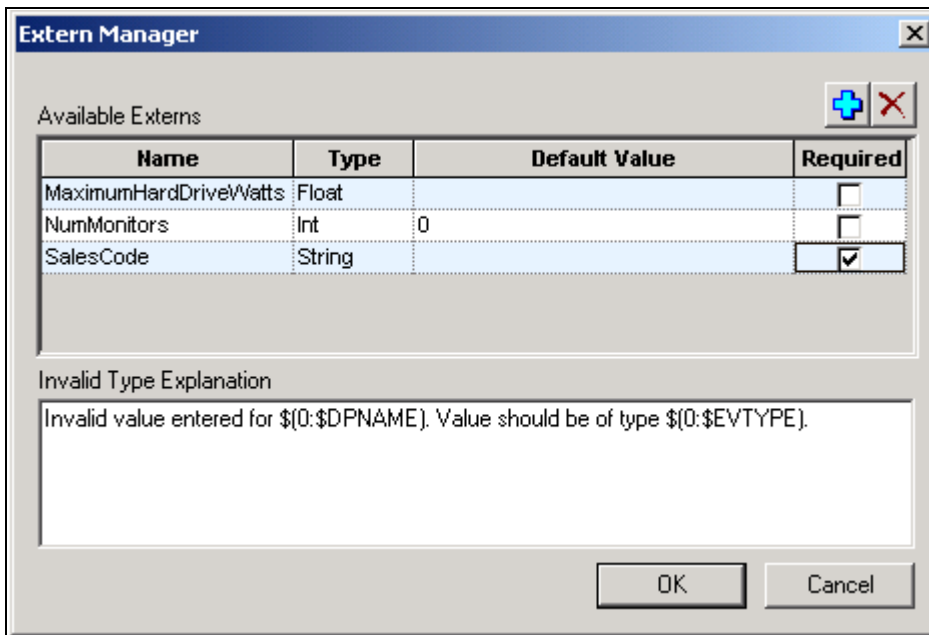 Extern Manager
Available Externs
Name Type Default Value Required
MaximumHardDriveWatts Float
NumMonitors Int 0
SalesCode String
Invalid Type Explanation
Invalid value entered for $(0:$DPNAME). Value should be of type $(0:$EVTYPE).
OK Cancel